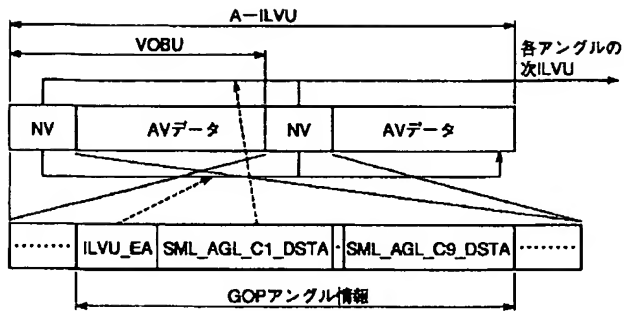 A-ILVU
VOBU
各アングルの
次ILVU
NV
AVデータ
NV
AVデータ
ILVU_EA
SML_AGL_C1_DSTA
SML_AGL_C9_DSTA
GOPアングル情報